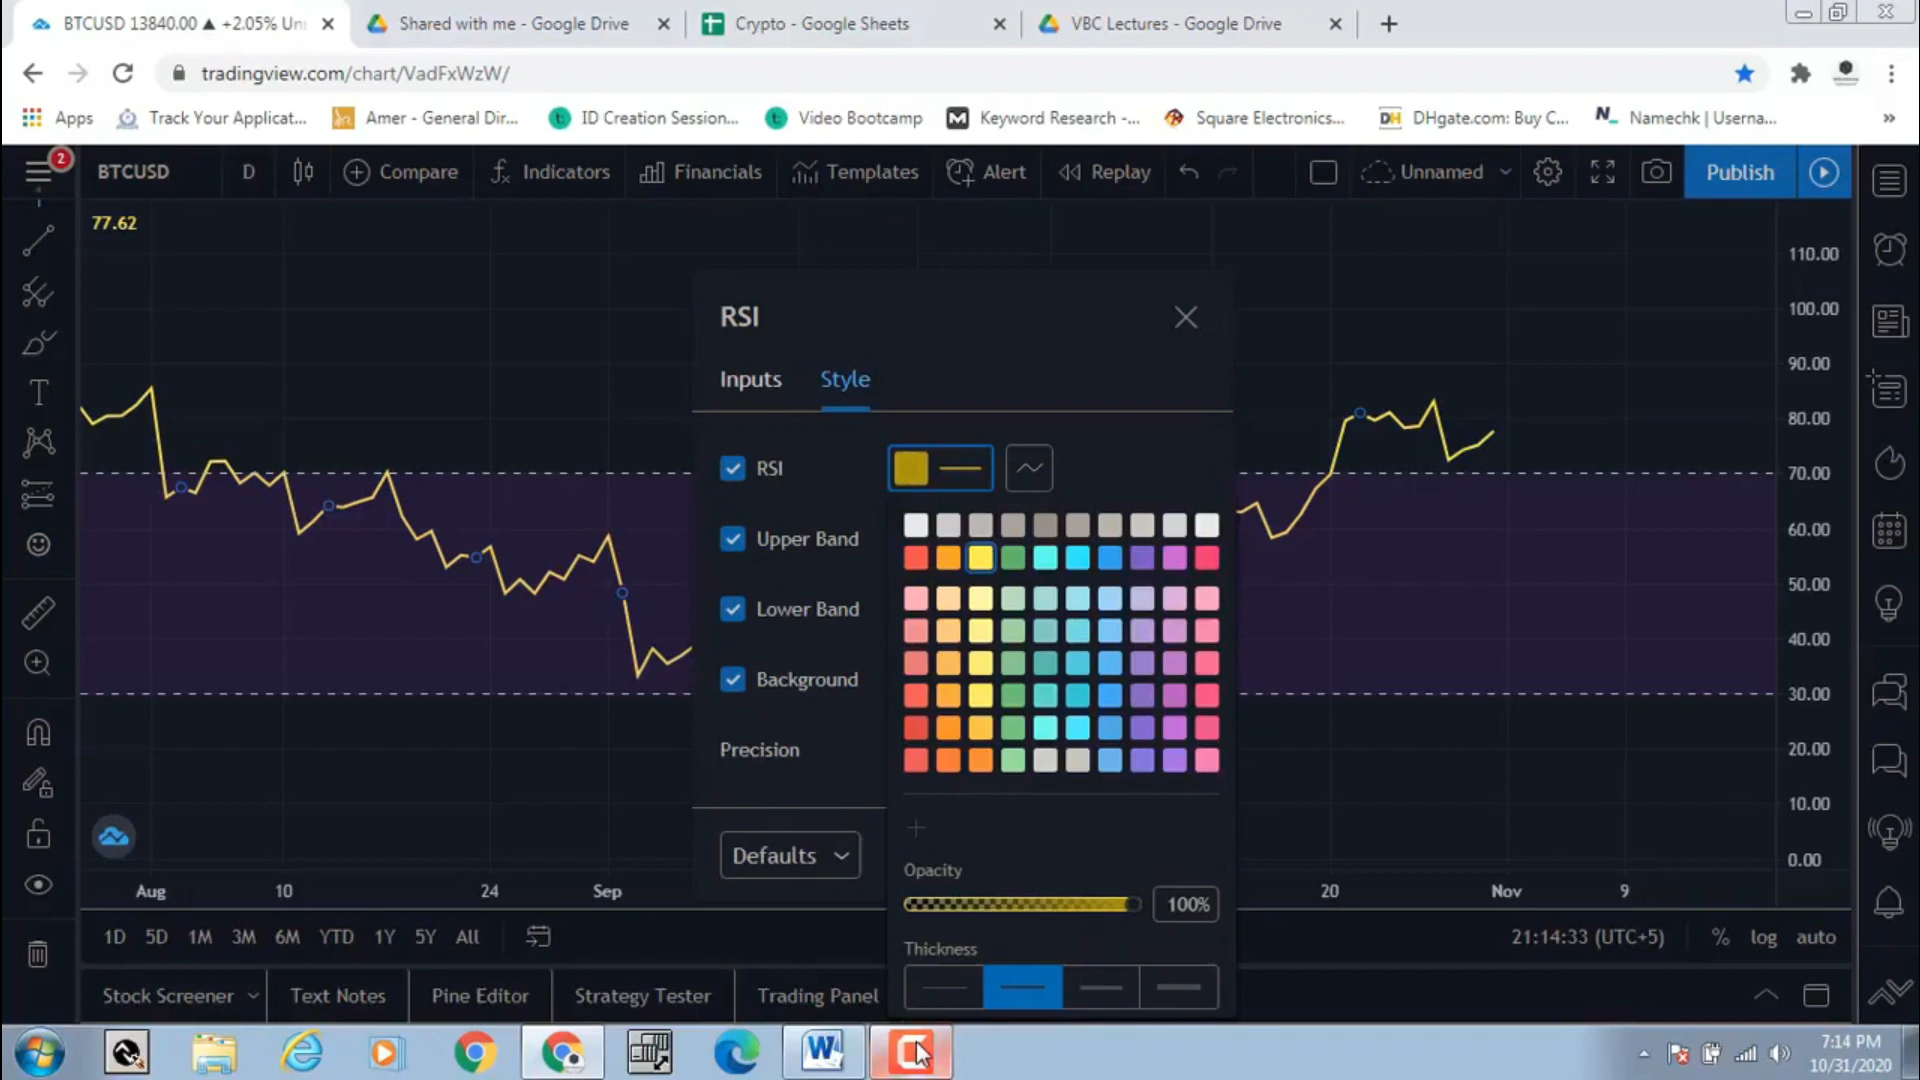 BTCUSD 13840.00 ▲ +2.05% Un
Shared with me - Google Drive
Crypto - Google Sheets
VBC Lectures - Google Drive
tradingview.com/chart/VadFxWzW/
Apps
Track Your Applicat...
Amer - General Dir...
ID Creation Session...
Video Bootcamp
M
Keyword Research -...
Square Electronics...
DH
DHgate.com: Buy C...
N_
Namechk | Userna...
»
2
BTCUSD
D
Compare
Indicators
Financials
Templates
Alert
Replay
Unnamed
Publish
77.62
110.00
100.00
90.00
80.00
70.00
60.00
50.00
40.00
30.00
20.00
10.00
0.00
RSI
Inputs
Style
RSI
Upper Band
Lower Band
Background
Precision
Defaults
Opacity
100%
Thickness
Aug
10
24
Sep
20
Nov
9
1D
5D
1M
3M
6M
YTD
1Y
5Y
All
21:14:33 (UTC+5)
%
log
auto
Stock Screener
Text Notes
Pine Editor
Strategy Tester
Trading Panel
7:14 PM
10/31/2020